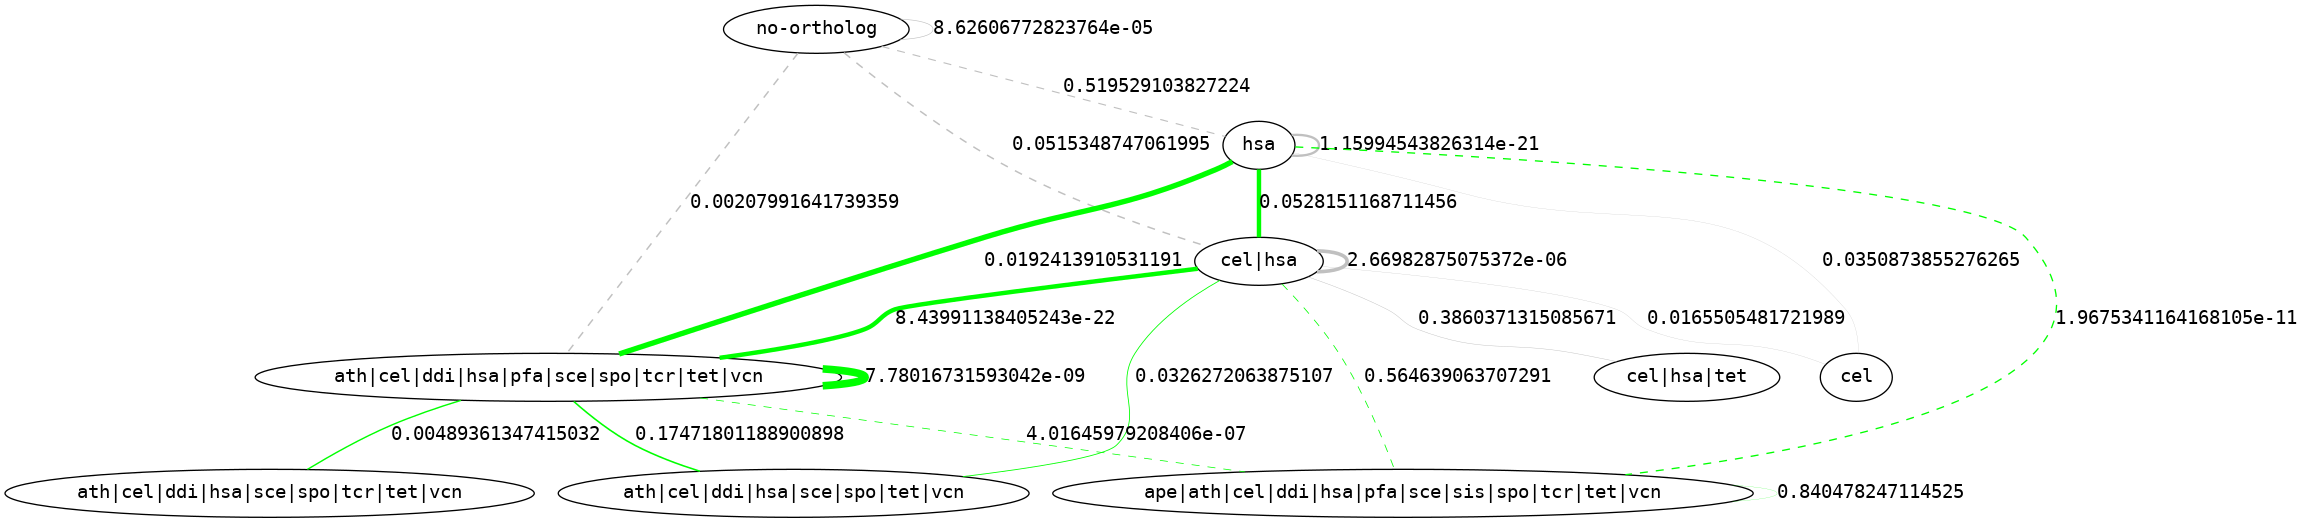 no-ortholog
8.62606772823764e-05
0.519529103827224
0.0515348747061995
hsa
1.15994543826314e-21
0.00207991641739359
0.0528151168711456
0.0192413910531191
cel|hsa
2.66982875075372e-06
0.0350873855276265
8.43991138405243e-22
0.3860371315085671
0.0165505481721989
1.9675341164168105e-11
ath|cel|ddi|hsa|pfa|sce|spo|tcr|tet|vcn
7.78016731593042e-09
0.0326272063875107
0.564639063707291
cel|hsa|tet
cel
0.00489361347415032
0.17471801188900898
4.01645979208406e-07
ath|cel|ddi|hsa|sce|spo|tcr|tet|vcn
ath|cel|ddi|hsa|sce|spo|tet|vcn
ape|ath|cel|ddi|hsa|pfa|sce|sis|spo|tcr|tet|vcn
0.840478247114525